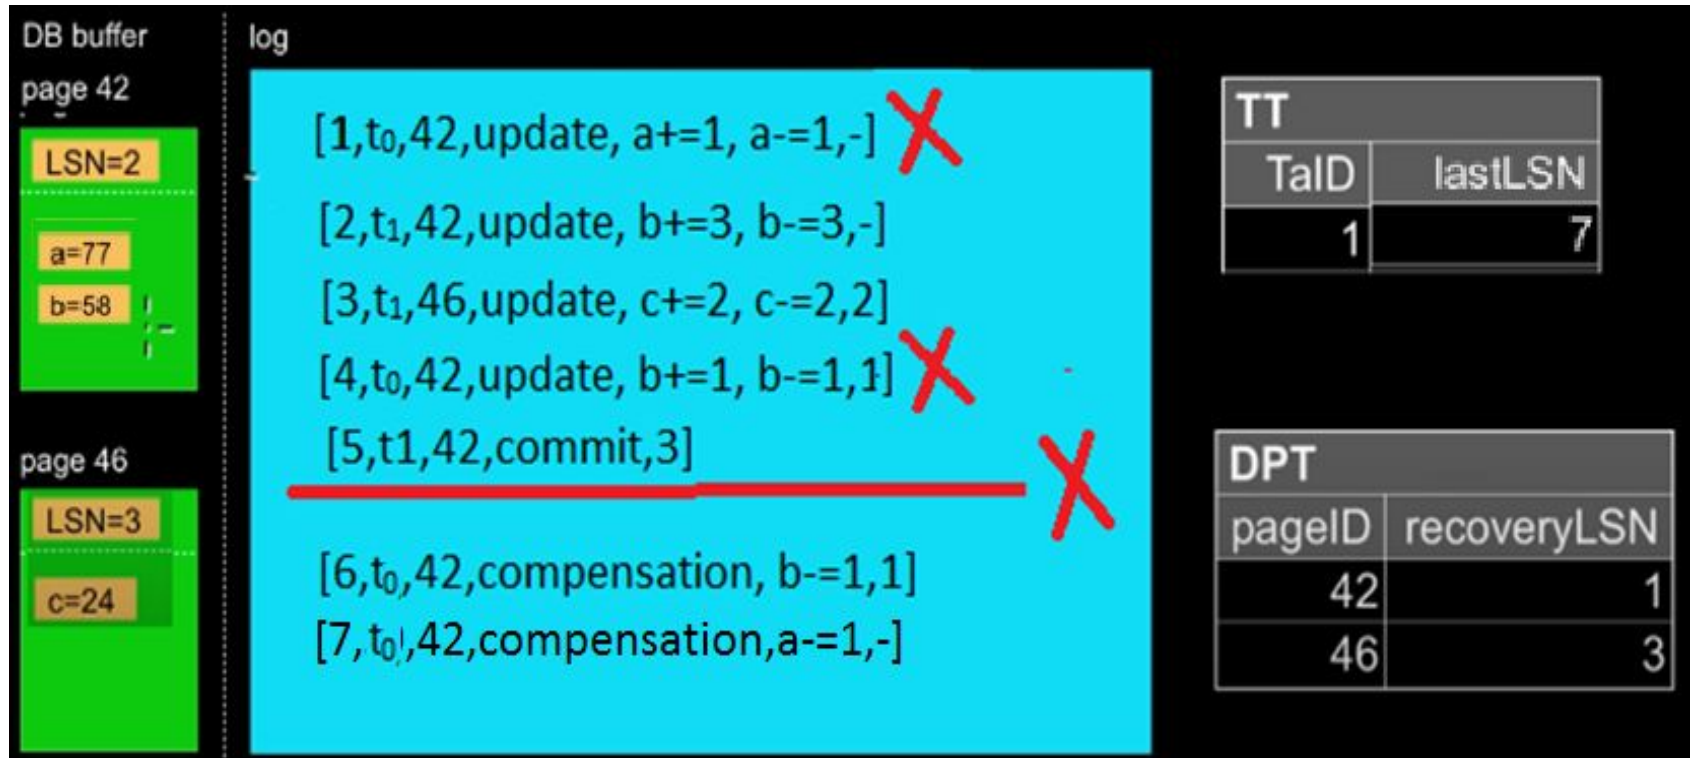 DB buffer
page 42
LSN=2
a=77
b=58
page 46
LSN=3
c=24
log
[1,t₀,42,update, a+=1, a-=1,-]
[2,t₁,42,update, b+=3, b-=3,-]
[3,t₁,46,update, c+=2, c-=2,2]
[4,t₀,42,update, b+=1, b-=1,1]
[5,t1,42,commit,3]
[6,t₀,42,compensation, b-=1,1]
[7,t₀,42,compensation,a-=1,-]
TT
TaID lastLSN
1 7
DPT
pageID recoveryLSN
42 1
46 3